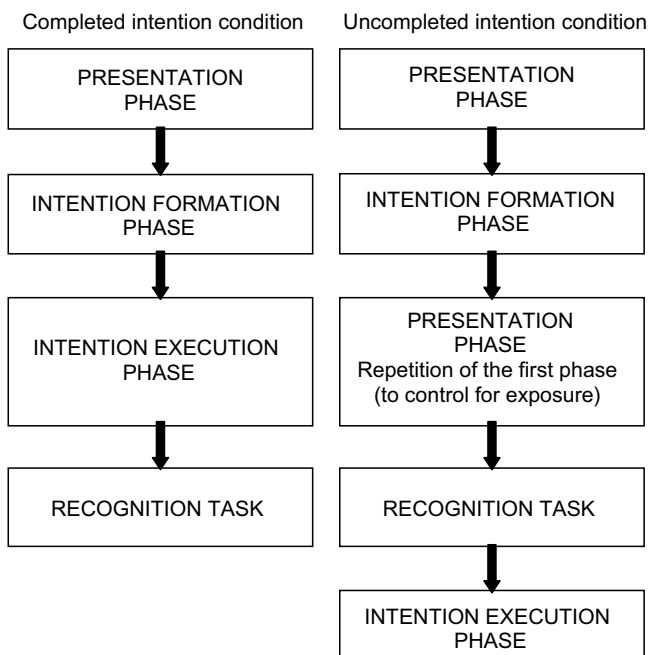 Completed intention condition
PRESENTATION
PHASE
INTENTION FORMATION
PHASE
INTENTION EXECUTION
PHASE
RECOGNITION TASK
Uncompleted intention condition
PRESENTATION
PHASE
INTENTION FORMATION
PHASE
PRESENTATION
PHASE
Repetition of the first phase
(to control for exposure)
RECOGNITION TASK
INTENTION EXECUTION
PHASE